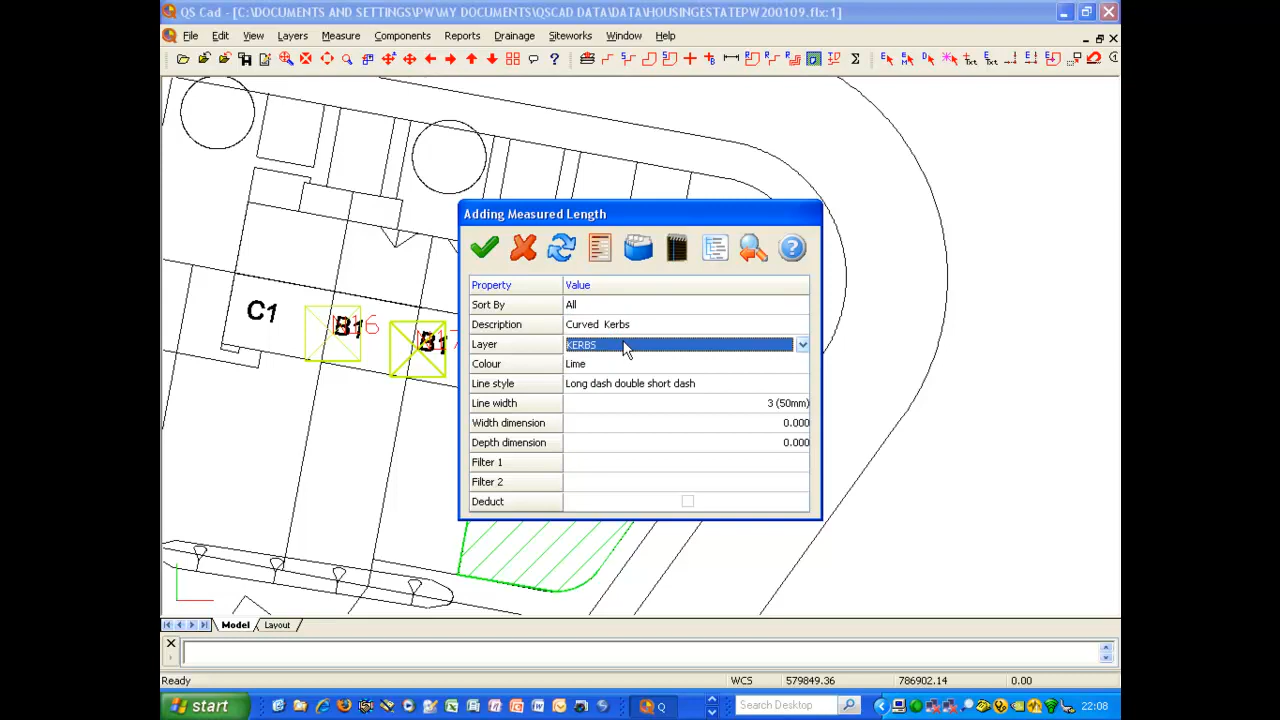 QS Cad - [C:\DOCUMENTS AND SETTINGS\PW\MY DOCUMENTS\QSCAD DATA\DATA\HOUSINGESTATEPW200109.flx:1]
File Edit View Layers Measure Components Reports Drainage Siteworks Window Help
Adding Measured Length
Property Value
Sort By All
Description Curved Kerbs
Layer KERBS
Colour Lime
Line style Long dash double short dash
Line width 3 (50mm)
Width dimension 0.000
Depth dimension 0.000
Filter 1
Filter 2
Deduct
C1
B1
B1
Model Layout
Ready WCS 579849.36 786902.14 0.00
start Q Search Desktop 22:08